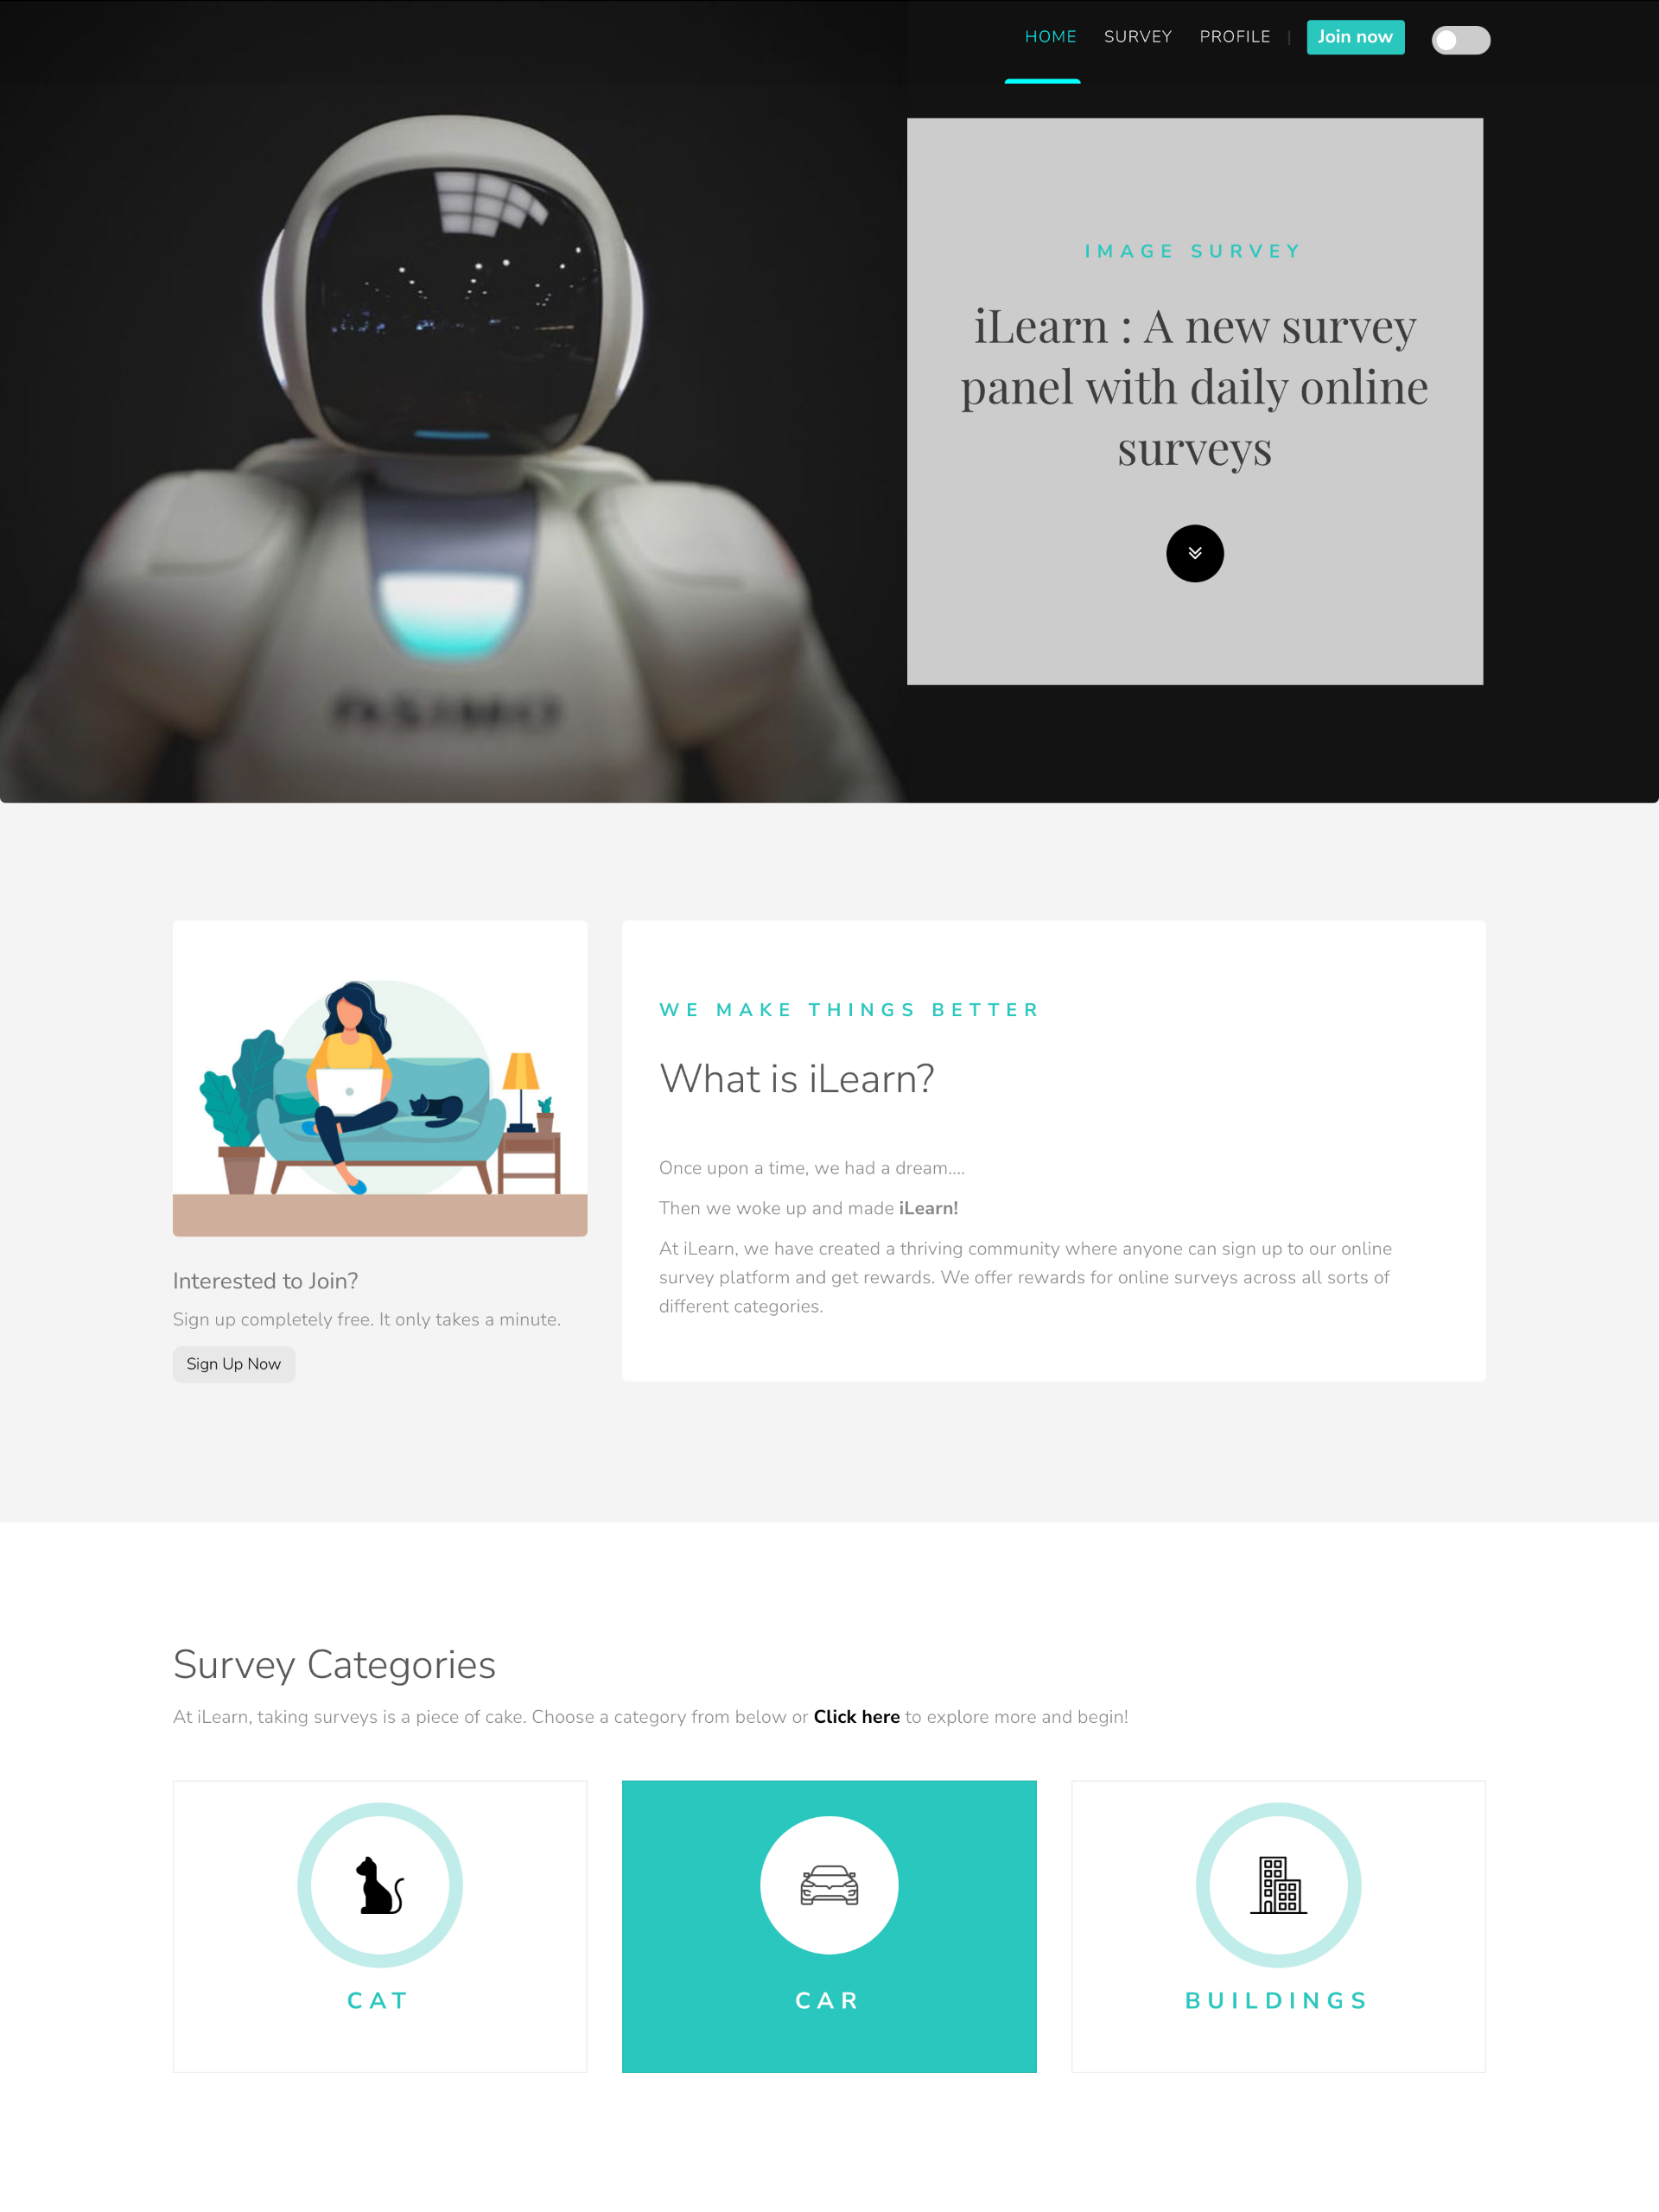 HOME SURVEY PROFILE | Join now
IMAGE SURVEY
iLearn : A new survey
panel with daily online
surveys
ASIMO
WE MAKE THINGS BETTER
What is iLearn?
Once upon a time, we had a dream....
Then we woke up and made iLearn!
At iLearn, we have created a thriving community where anyone can sign up to our online
survey platform and get rewards. We offer rewards for online surveys across all sorts of
different categories.
Interested to Join?
Sign up completely free. It only takes a minute.
Sign Up Now
Survey Categories
At iLearn, taking surveys is a piece of cake. Choose a category from below or Click here to explore more and begin!
CAT
CAR
BUILDINGS